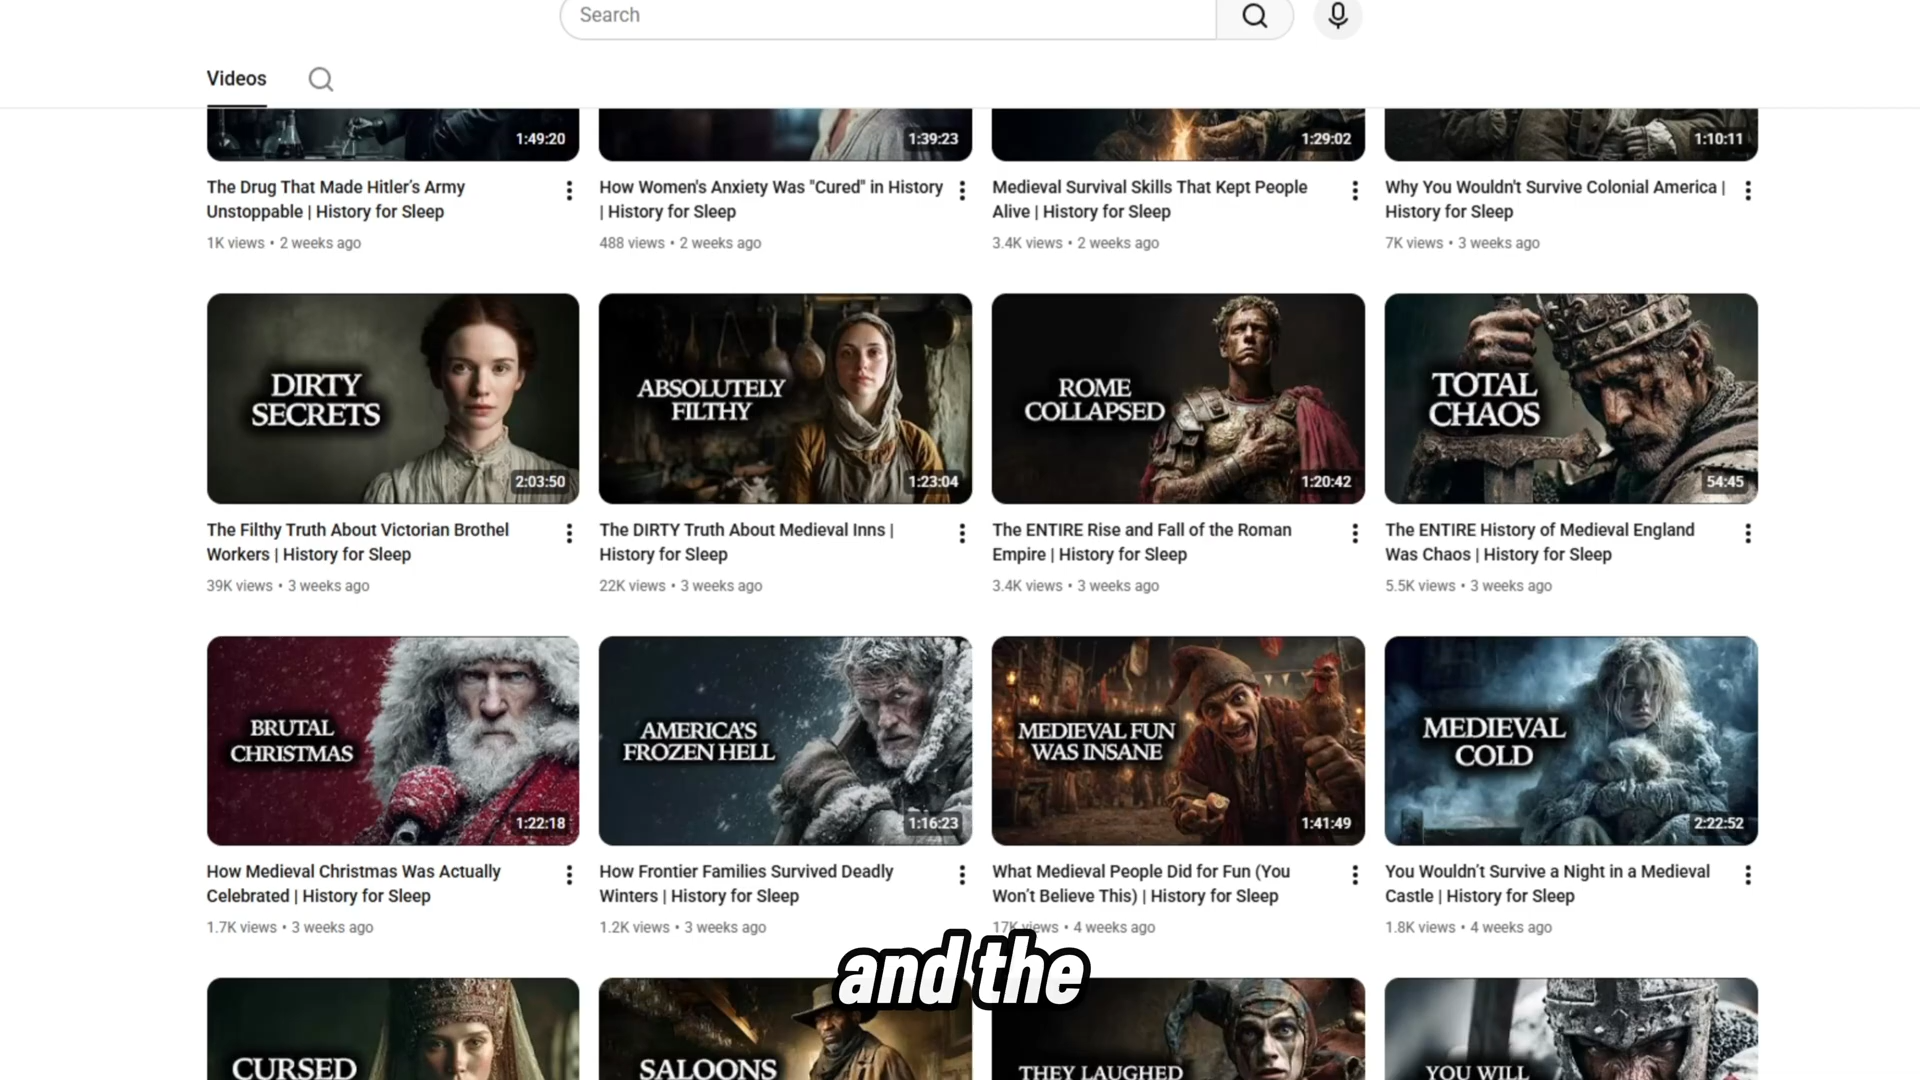 Search
Videos
1:49:20
1:39:23
1:29:02
1:10:11
The Drug That Made Hitler's Army
Unstoppable | History for Sleep
1K views • 2 weeks ago
How Women's Anxiety Was "Cured" in History
| History for Sleep
488 views • 2 weeks ago
Medieval Survival Skills That Kept People
Alive | History for Sleep
3.4K views • 2 weeks ago
Why You Wouldn't Survive Colonial America |
History for Sleep
7K views • 3 weeks ago
DIRTY
SECRETS
2:03:50
ABSOLUTELY
FILTHY
1:23:04
ROME
COLLAPSED
1:20:42
TOTAL
CHAOS
54:45
The Filthy Truth About Victorian Brothel
Workers | History for Sleep
39K views • 3 weeks ago
The DIRTY Truth About Medieval Inns |
History for Sleep
22K views • 3 weeks ago
The ENTIRE Rise and Fall of the Roman
Empire | History for Sleep
3.4K views • 3 weeks ago
The ENTIRE History of Medieval England
Was Chaos | History for Sleep
5.5K views • 3 weeks ago
BRUTAL
CHRISTMAS
1:22:18
AMERICA'S
FROZEN HELL
1:16:23
MEDIEVAL FUN
WAS INSANE
1:41:49
MEDIEVAL
COLD
2:22:52
How Medieval Christmas Was Actually
Celebrated | History for Sleep
1.7K views • 3 weeks ago
How Frontier Families Survived Deadly
Winters | History for Sleep
1.2K views • 3 weeks ago
What Medieval People Did for Fun (You
Won't Believe This) | History for Sleep
17K views • 4 weeks ago
You Wouldn't Survive a Night in a Medieval
Castle | History for Sleep
1.8K views • 4 weeks ago
and the
CURSED
SALOONS
THEY LAUGHED
YOU WILL